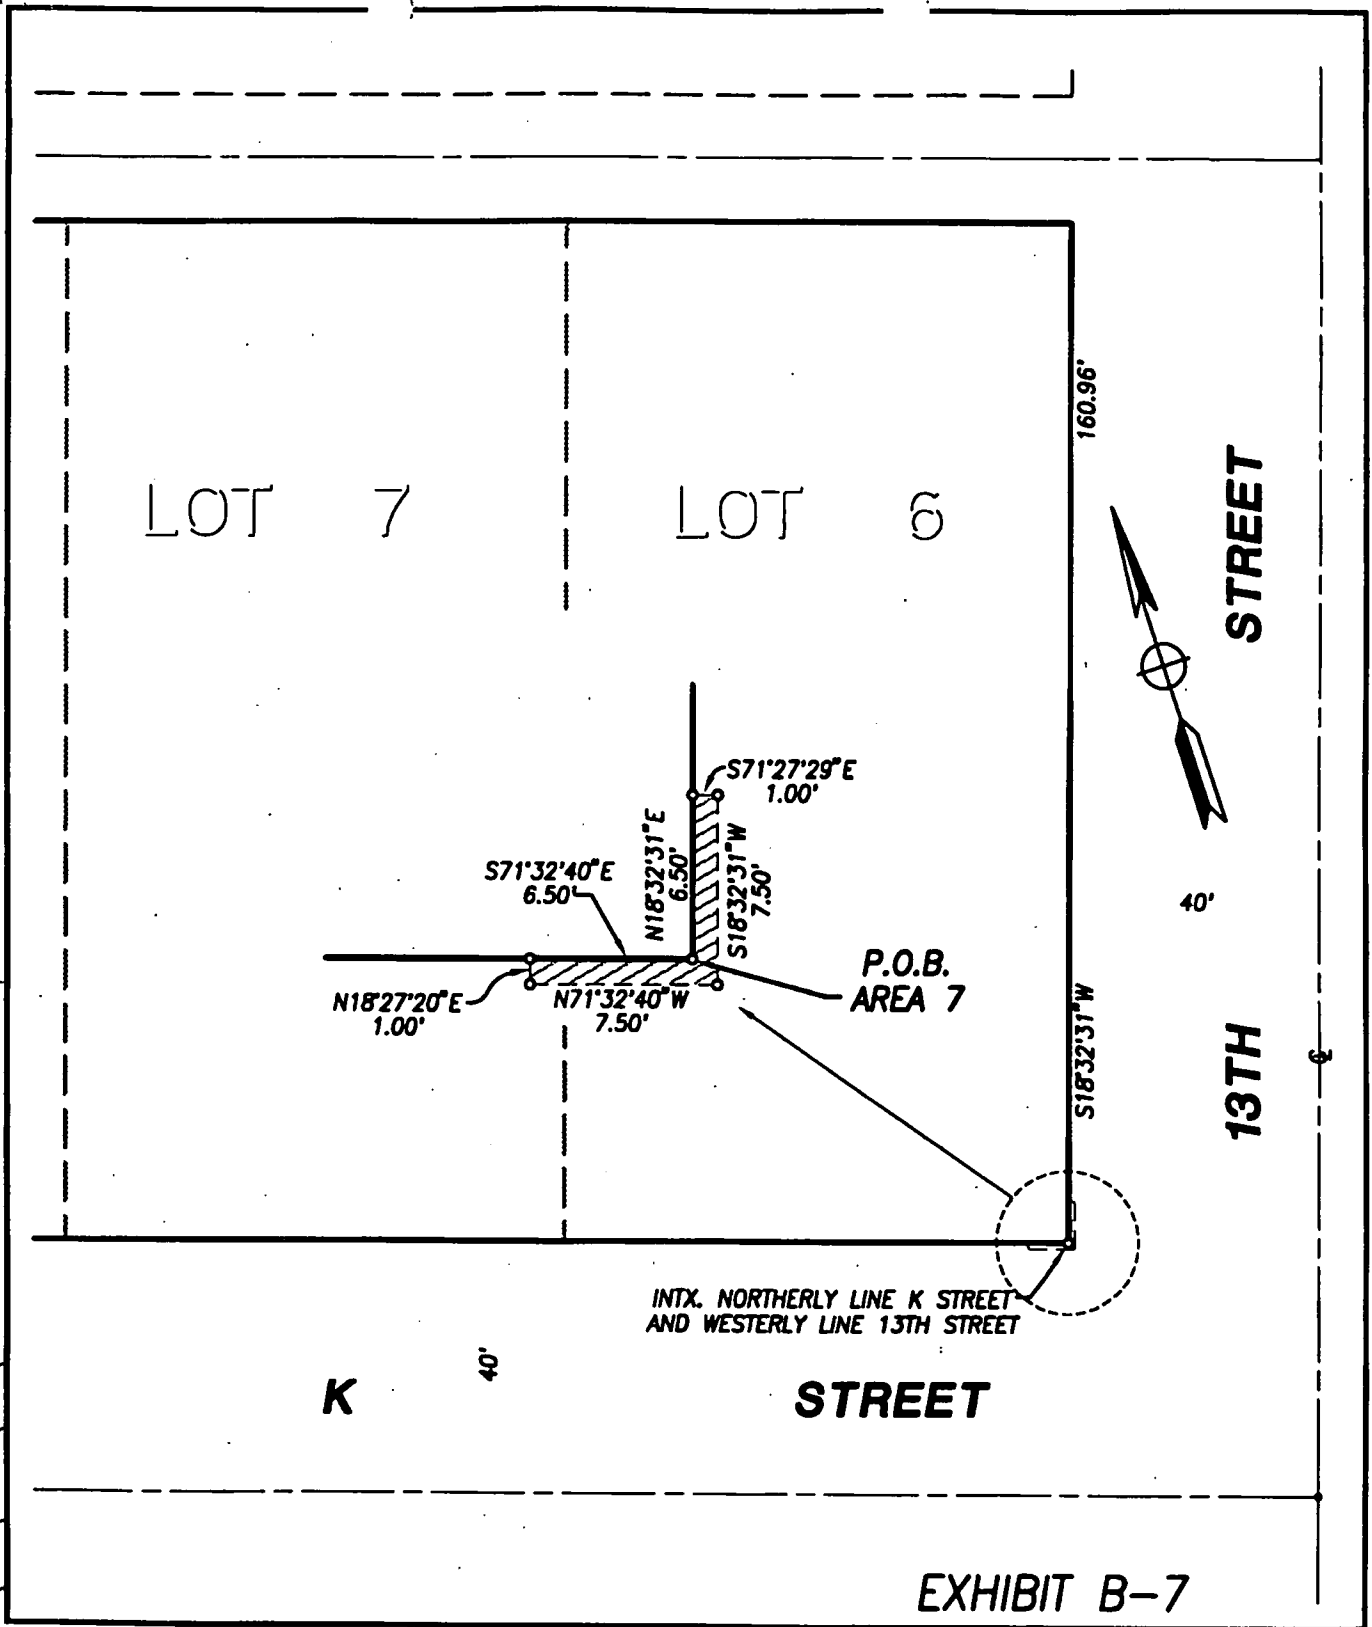 160.96'
LOT 7
LOT 6
STREET
S71°27'29"E
1.00'
N18°32'31"E
6.50'
S18°32'31"W
7.50'
S71°32'40"E
6.50'
40'
P.O.B.
AREA 7
N18°27'20"E
1.00'
N71°32'40"W
7.50'
S18°32'31"W
13TH
℄
INTX. NORTHERLY LINE K STREET
AND WESTERLY LINE 13TH STREET
40'
K STREET
EXHIBIT B-7